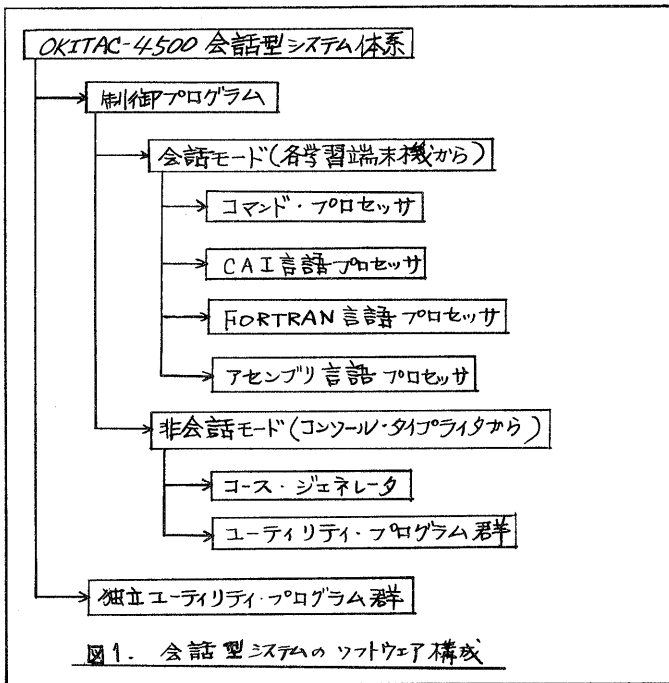 OKITAC-4500 会話型システム体系
制御プログラム
会話モード(各学習端末機から)
コマンド・プロセッサ
CAI言語プロセッサ
FORTRAN言語プロセッサ
アセンブリ言語プロセッサ
非会話モード(コンソール・タイプライタから)
コース・ジェネレータ
ユーティリティ・プログラム群
独立ユーティリティ・プログラム群
図1. 会話型システムのソフトウェア構成